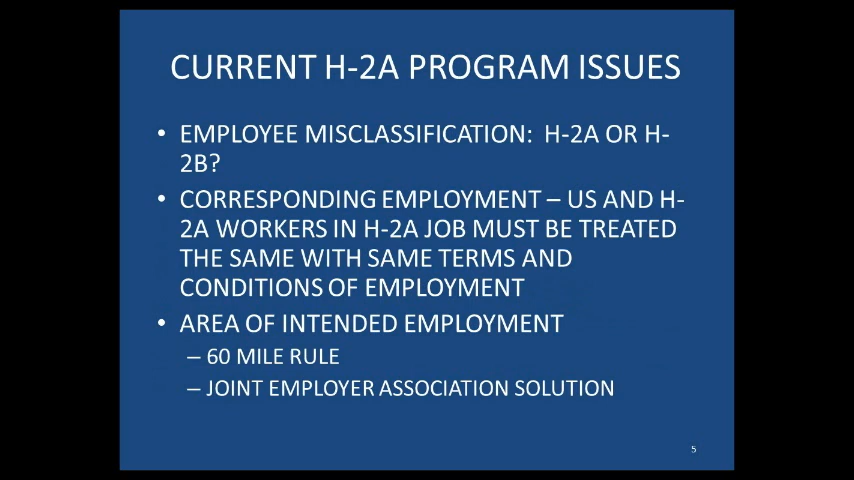 CURRENT H-2A PROGRAM ISSUES
• EMPLOYEE MISCLASSIFICATION: H-2A OR H-
2B?
• CORRESPONDING EMPLOYMENT – US AND H-
2A WORKERS IN H-2A JOB MUST BE TREATED
THE SAME WITH SAME TERMS AND
CONDITIONS OF EMPLOYMENT
• AREA OF INTENDED EMPLOYMENT
– 60 MILE RULE
– JOINT EMPLOYER ASSOCIATION SOLUTION
5